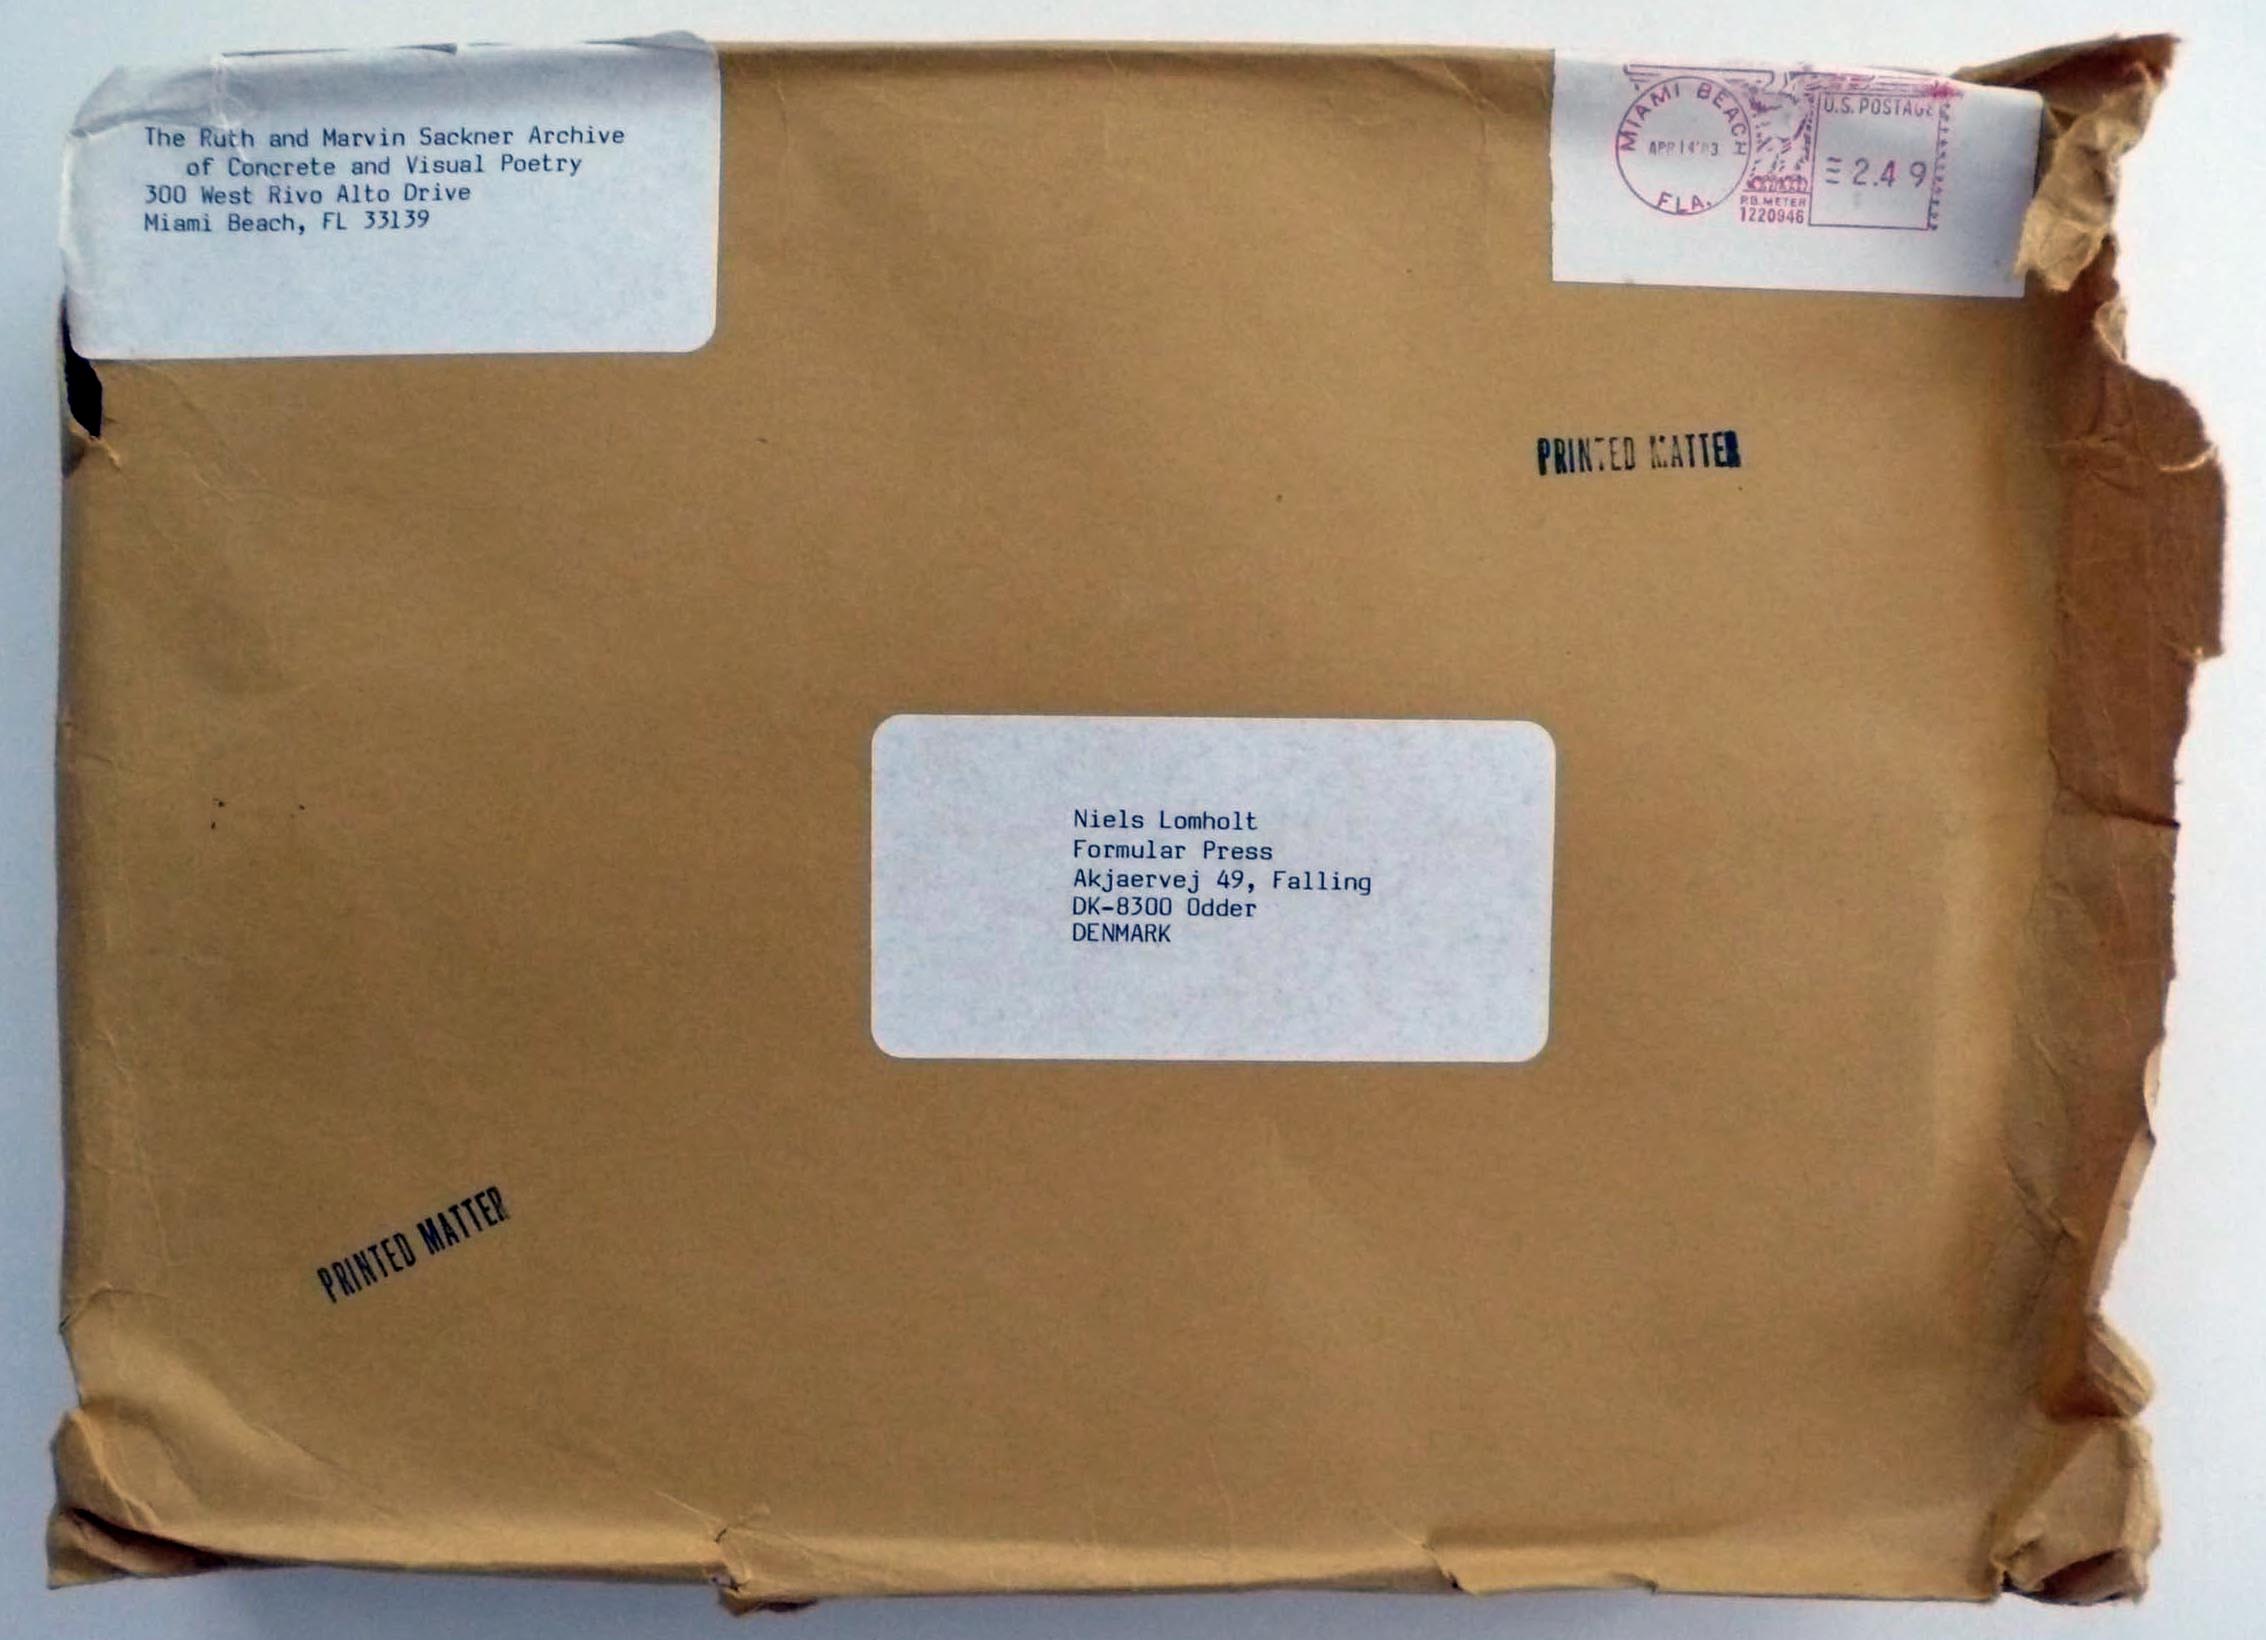 The Ruth and Marvin Sackner Archive
of Concrete and Visual Poetry
300 West Rivo Alto Drive
Miami Beach, FL 33139
MIAMI BEACH
APR 14
FLA.
P.B. METER
1220946
U.S. POSTAGE
2.49
PRINTED MATTER
Niels Lomholt
Formular Press
Akjaervej 49, Falling
DK-8300 Odder
DENMARK
PRINTED MATTER